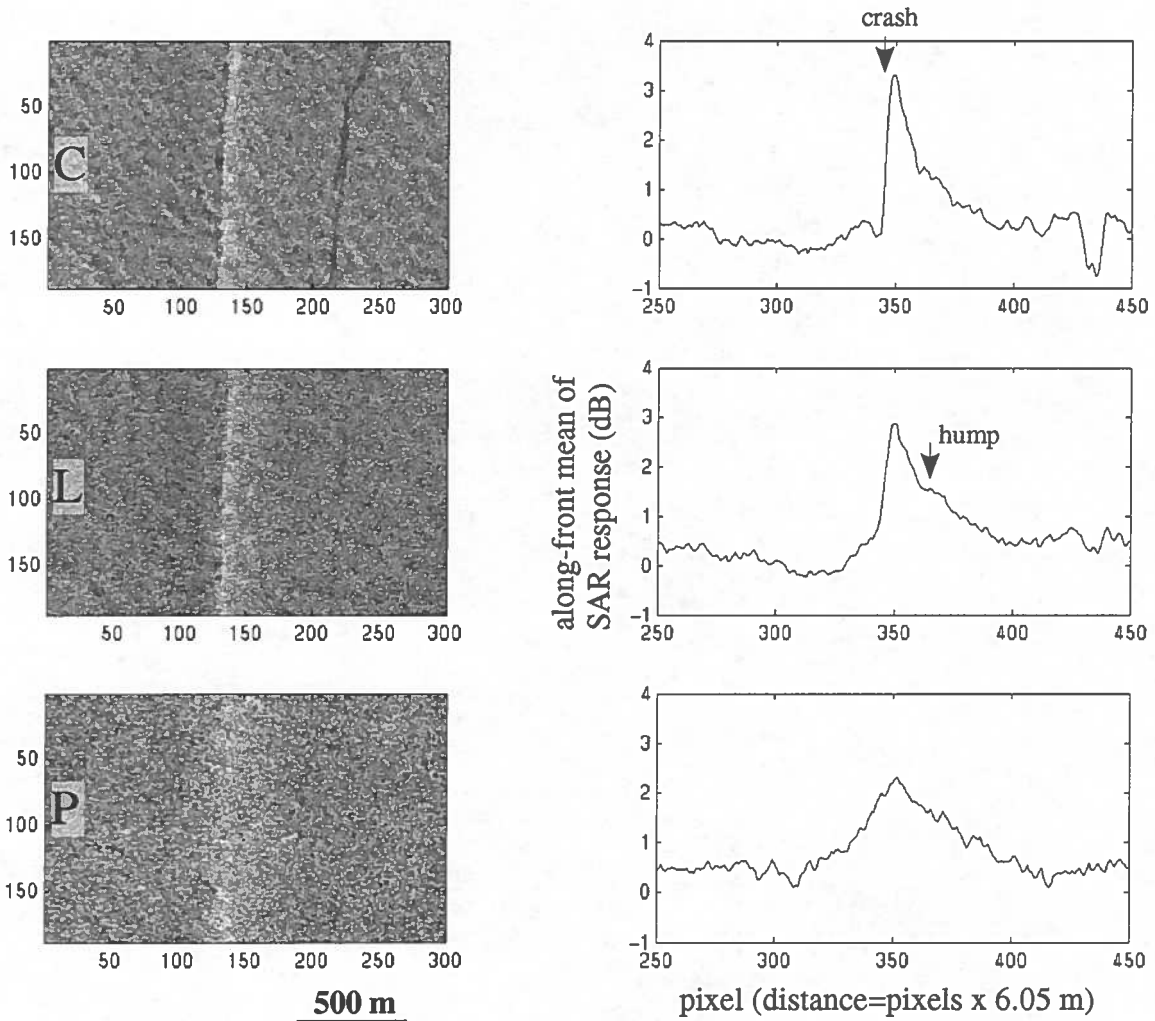 crash
C
50
100
150
50 100 150 200 250 300
4
3
2
1
0
−1
250 300 350 400 450
L
50
100
150
50 100 150 200 250 300
along-front mean of
SAR response (dB)
hump
4
3
2
1
0
−1
250 300 350 400 450
P
50
100
150
50 100 150 200 250 300
500 m
4
3
2
1
0
−1
250 300 350 400 450
pixel (distance=pixels x 6.05 m)